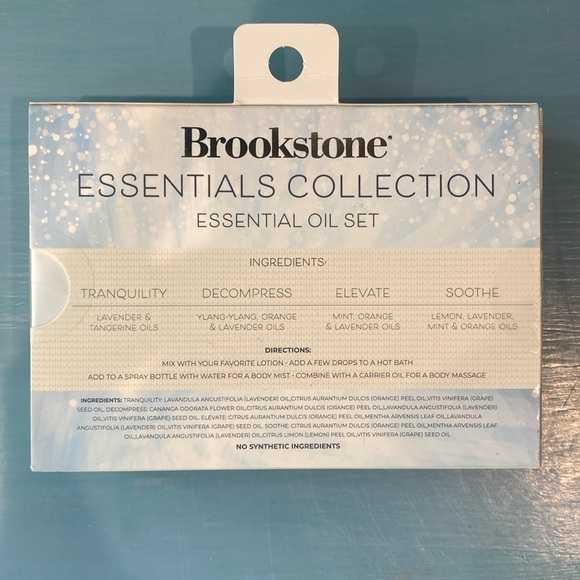 Brookstone®
ESSENTIALS COLLECTION
ESSENTIAL OIL SET
INGREDIENTS:
TRANQUILITY DECOMPRESS ELEVATE SOOTHE
LAVENDER & YLANG-YLANG, ORANGE MINT, ORANGE LEMON, LAVENDER,
TANGERINE OILS & LAVENDER OILS & LAVENDER OILS MINT & ORANGE OILS
DIRECTIONS:
MIX WITH YOUR FAVORITE LOTION • ADD A FEW DROPS TO A HOT BATH
ADD TO A SPRAY BOTTLE WITH WATER FOR A BODY MIST • COMBINE WITH A CARRIER OIL FOR A BODY MASSAGE
INGREDIENTS: TRANQUILITY: LAVANDULA ANGUSTIFOLIA (LAVENDER) OIL,CITRUS AURANTIUM DULCIS (ORANGE) PEEL OIL,VITIS VINIFERA (GRAPE)
SEED OIL. DECOMPRESS: CANANGA ODORATA FLOWER OIL,CITRUS AURANTIUM DULCIS (ORANGE) PEEL OIL,LAVANDULA ANGUSTIFOLIA (LAVENDER)
OIL,VITIS VINIFERA (GRAPE) SEED OIL. ELEVATE: CITRUS AURANTIUM DULCIS (ORANGE) PEEL OIL,MENTHA ARVENSIS LEAF OIL,LAVANDULA
ANGUSTIFOLIA (LAVENDER) OIL,VITIS VINIFERA (GRAPE) SEED OIL. SOOTHE: CITRUS AURANTIUM DULCIS (ORANGE) PEEL OIL,MENTHA ARVENSIS LEAF
OIL,LAVANDULA ANGUSTIFOLIA (LAVENDER) OIL,CITRUS LIMON (LEMON) PEEL OIL,VITIS VINIFERA (GRAPE) SEED OIL
NO SYNTHETIC INGREDIENTS